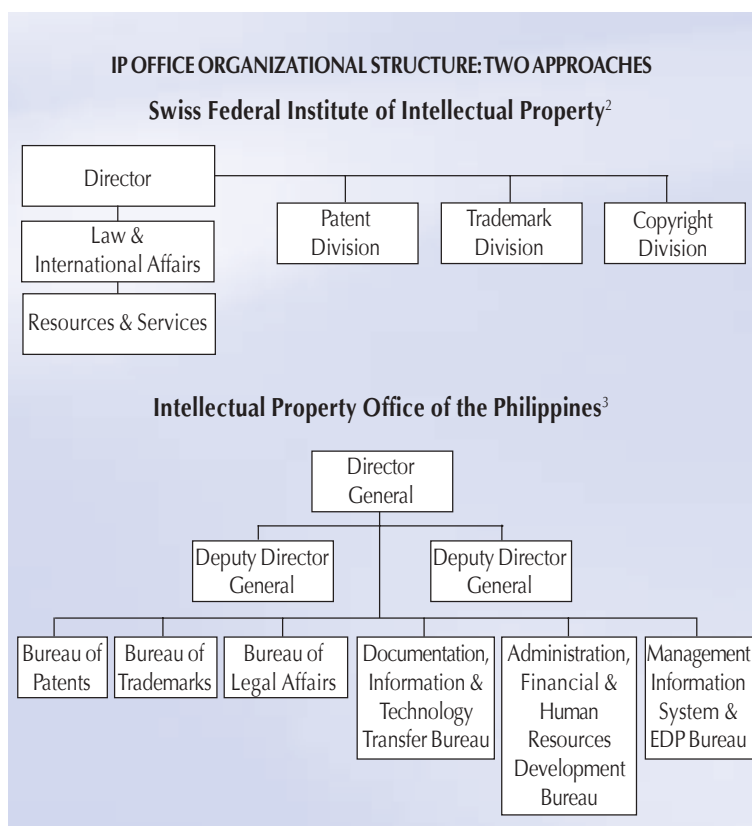 IP OFFICE ORGANIZATIONAL STRUCTURE: TWO APPROACHES
Swiss Federal Institute of Intellectual Property2
Director
Law &
International Affairs
Resources & Services
Patent
Division
Trademark
Division
Copyright
Division
Intellectual Property Office of the Philippines3
Director
General
Deputy Director
General
Deputy Director
General
Bureau of
Patents
Bureau of
Trademarks
Bureau of
Legal Affairs
Documentation,
Information &
Technology
Transfer Bureau
Administration,
Financial &
Human
Resources
Development
Bureau
Management
Information
System &
EDP Bureau